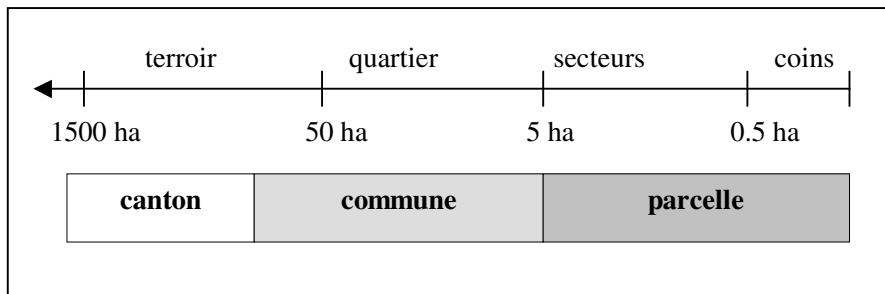 terroir quartier secteurs coins
1500 ha 50 ha 5 ha 0.5 ha
canton commune parcelle